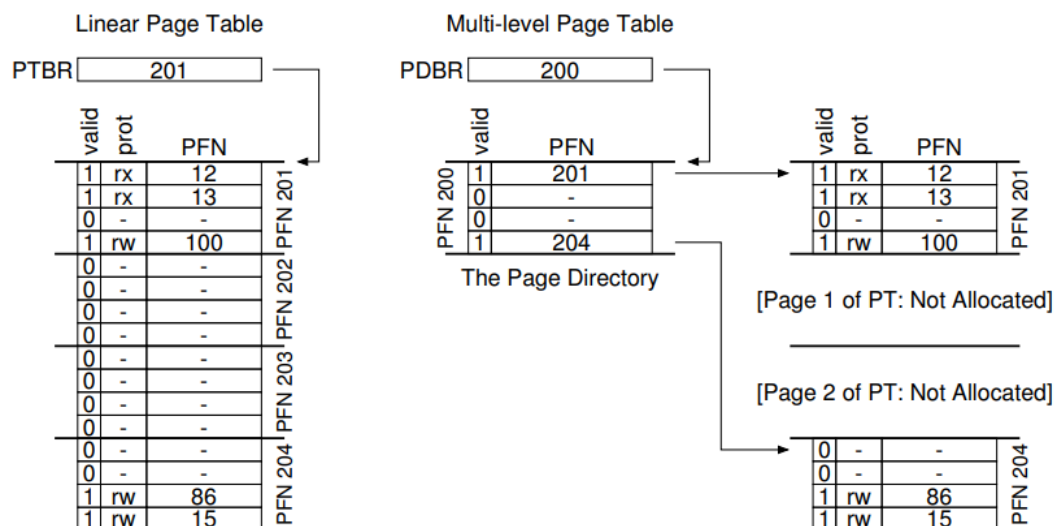 Linear Page Table
PTBR 201
valid prot PFN
1 rx 12
1 rx 13
0 - -
1 rw 100
PFN 201
0 - -
0 - -
0 - -
0 - -
PFN 202
0 - -
0 - -
0 - -
0 - -
PFN 203
0 - -
0 - -
1 rw 86
1 rw 15
PFN 204
Multi-level Page Table
PDBR 200
valid PFN
PFN 200
1 201
0 -
0 -
1 204
The Page Directory
valid prot PFN
1 rx 12
1 rx 13
0 - -
1 rw 100
PFN 201
[Page 1 of PT: Not Allocated]
[Page 2 of PT: Not Allocated]
0 - -
0 - -
1 rw 86
1 rw 15
PFN 204